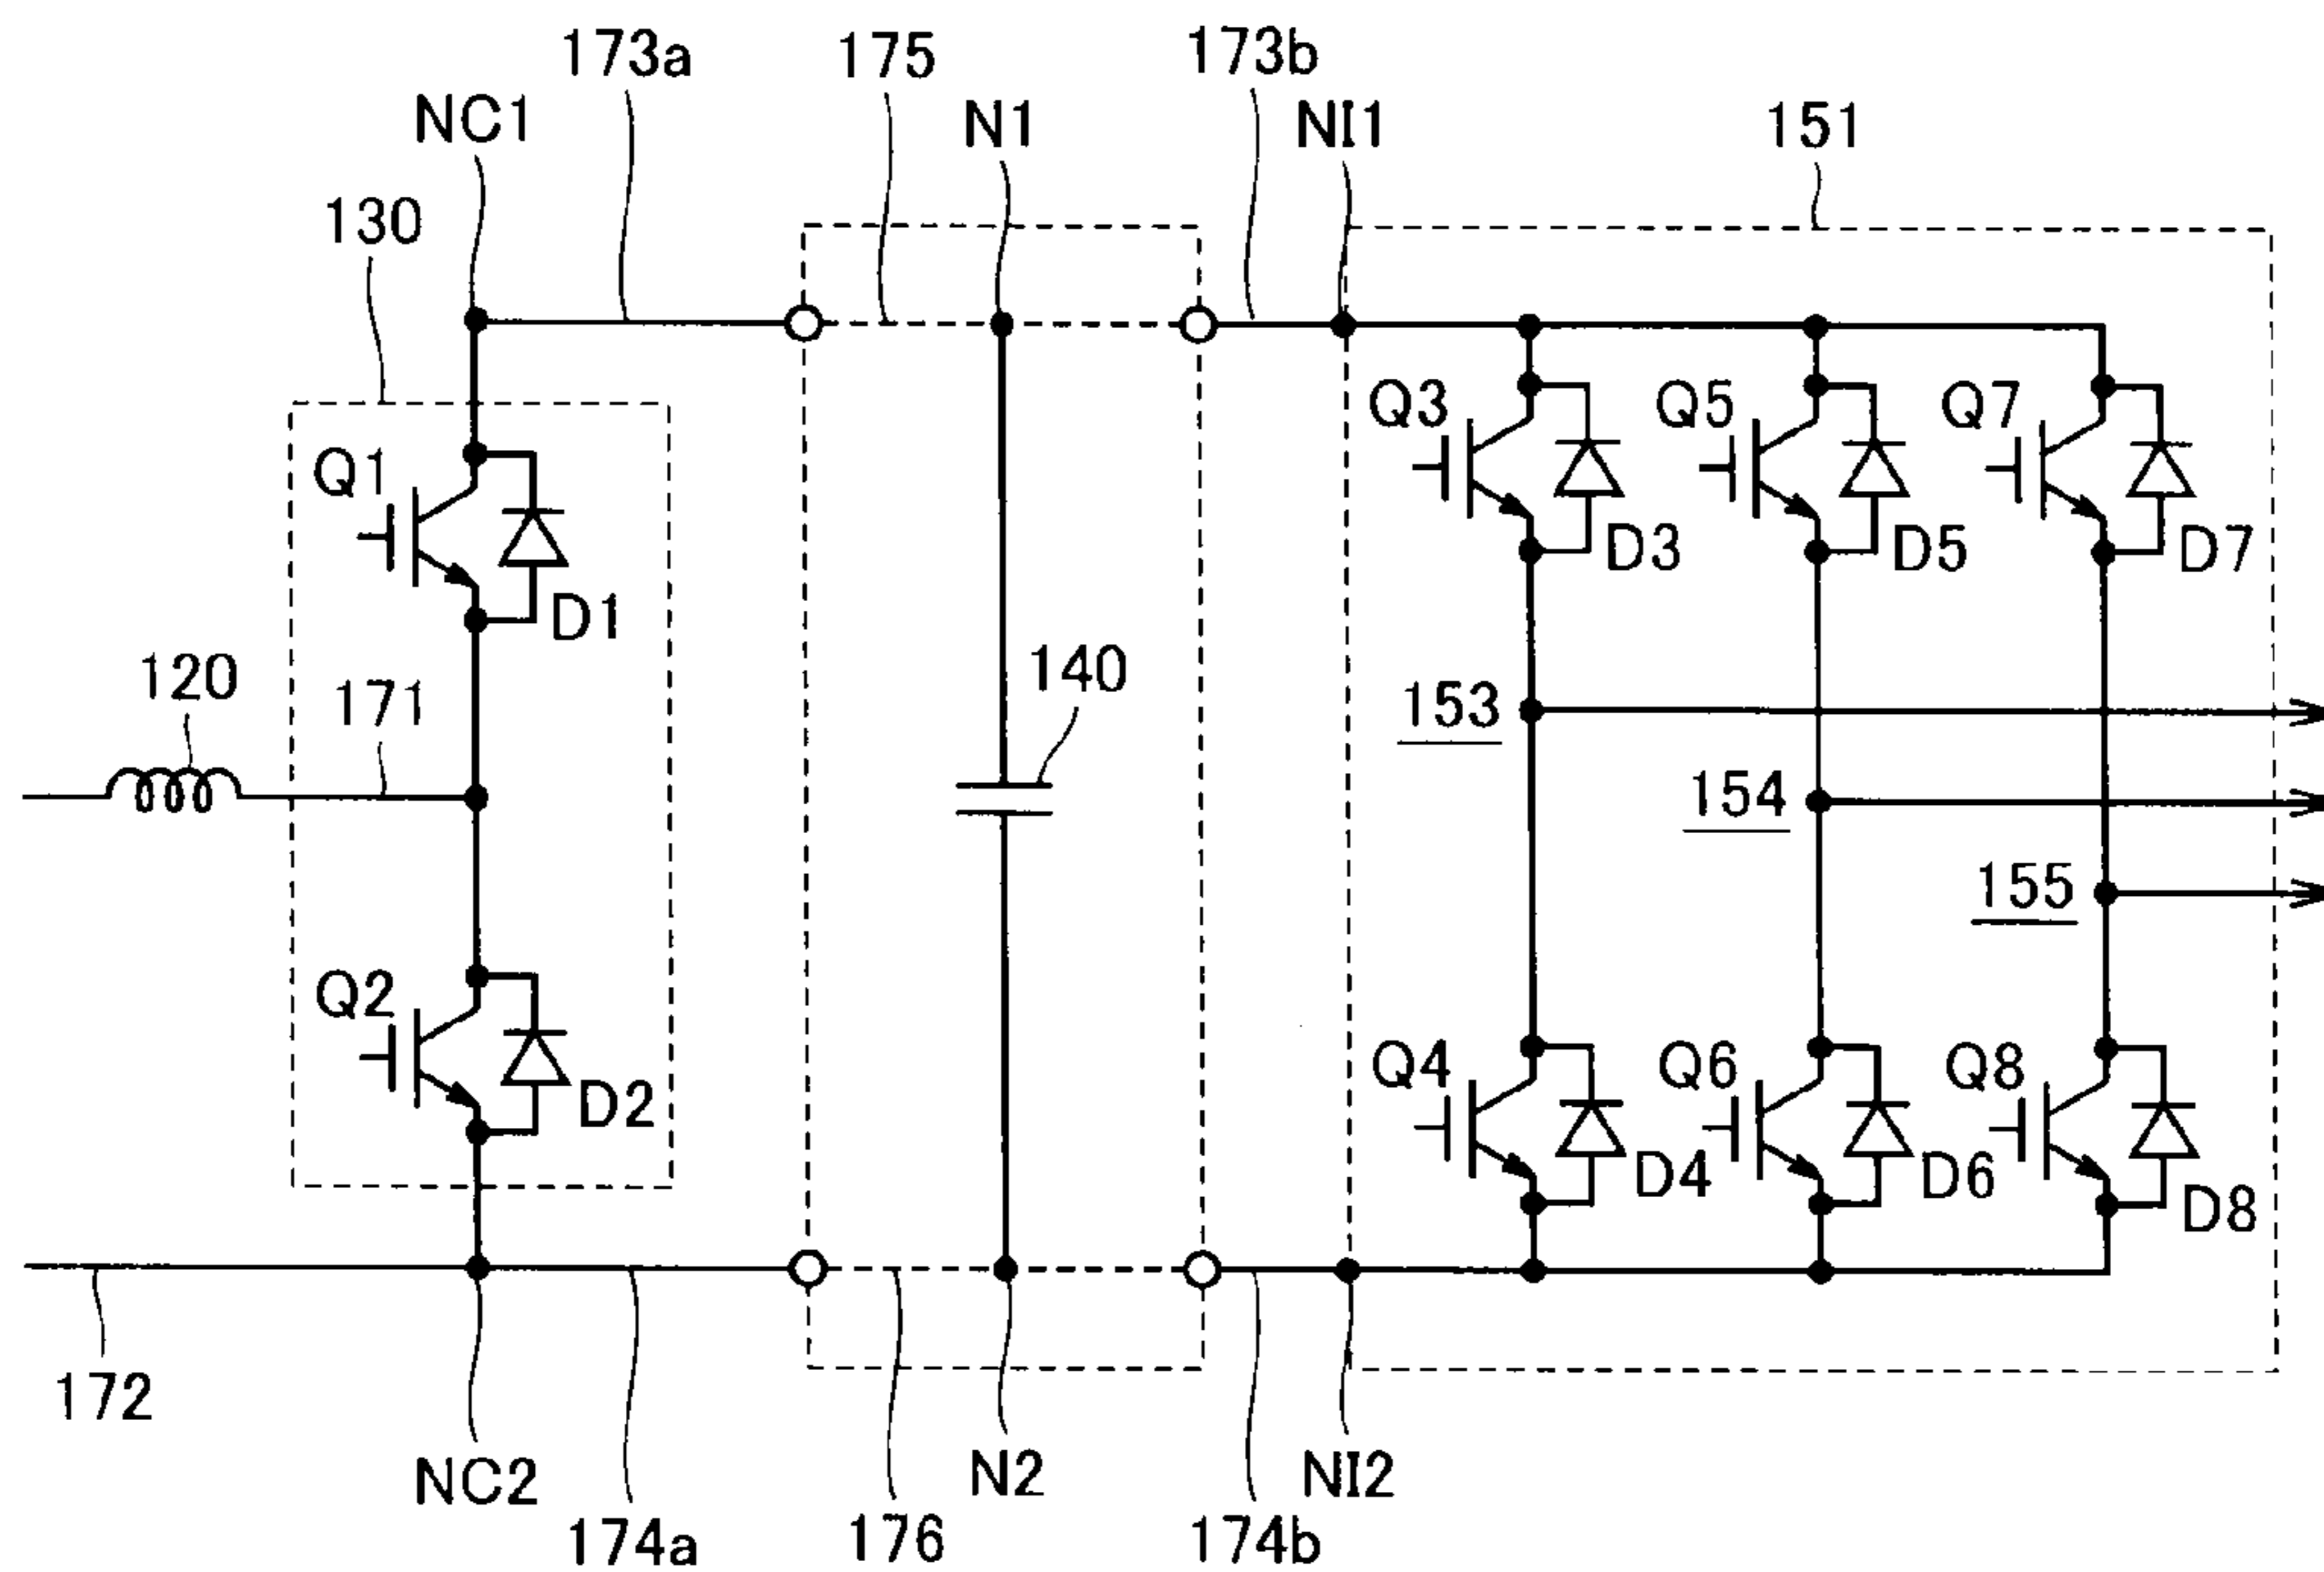 173a 175 173b
NC1 N1 NI1 151
130
Q3 Q5 Q7
Q1
D3 D5 D7
D1
120 171 140 153
154
155
Q2 Q4 Q6 Q8
D2 D4 D6 D8
172
NC2 N2 NI2
174a 176 174b